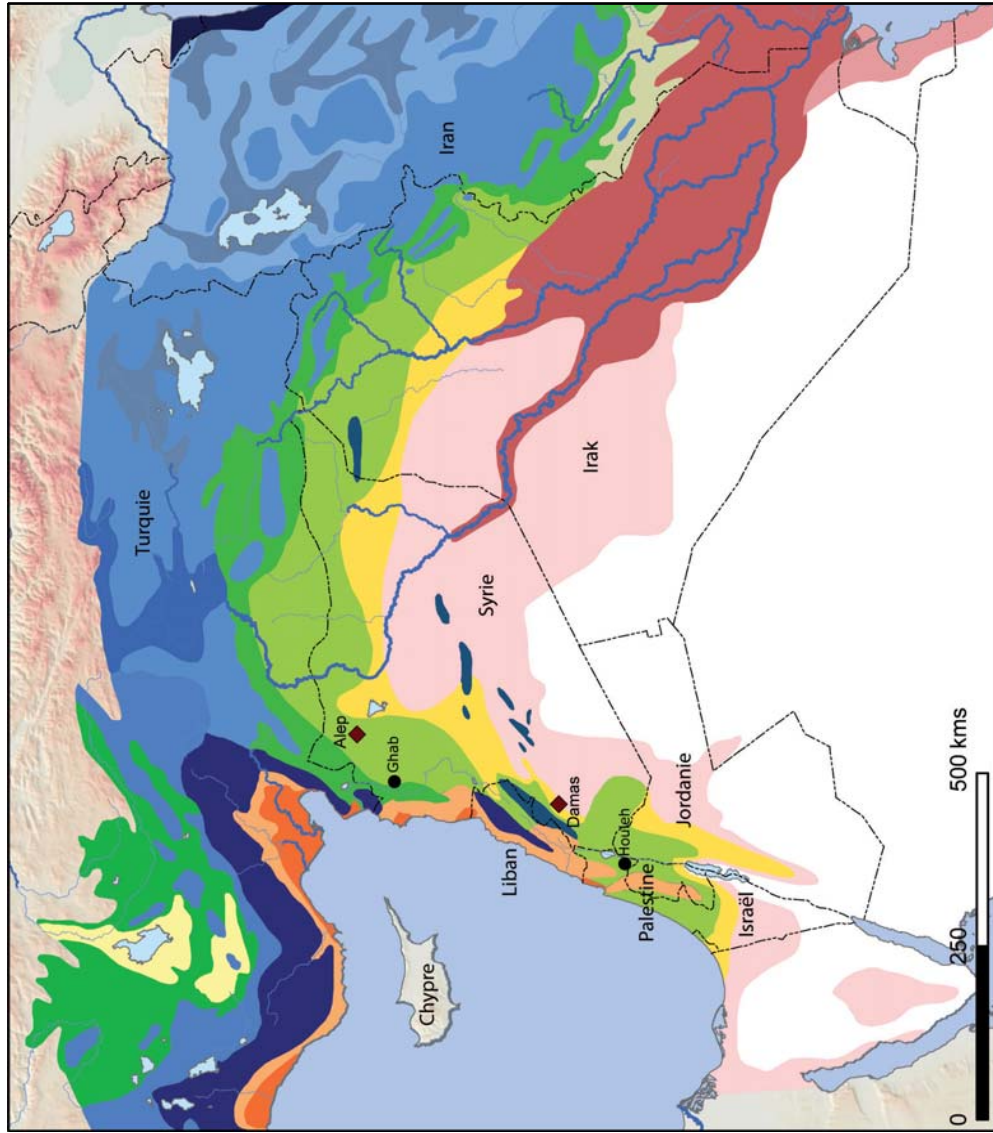 Turquie
Iran
Alep
Ghab
Syrie
Irak
Chypre
Liban
Damas
Houleh
Palestine
Jordanie
Israël
0 250 500 kms